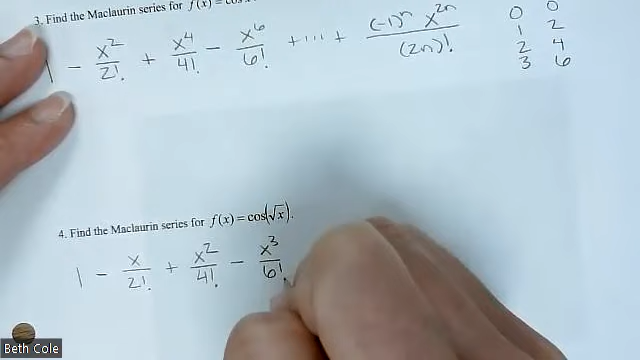 3. Find the Maclaurin series for f(x) = cos
1 - x²/2! + x⁴/4! - x⁶/6! + ... + (-1)ⁿ x²ⁿ/(2n)!
0 0
1 2
2 4
3 6
4. Find the Maclaurin series for f(x) = cos(√x).
1 - x/2! + x²/4! - x³/6!
Beth Cole